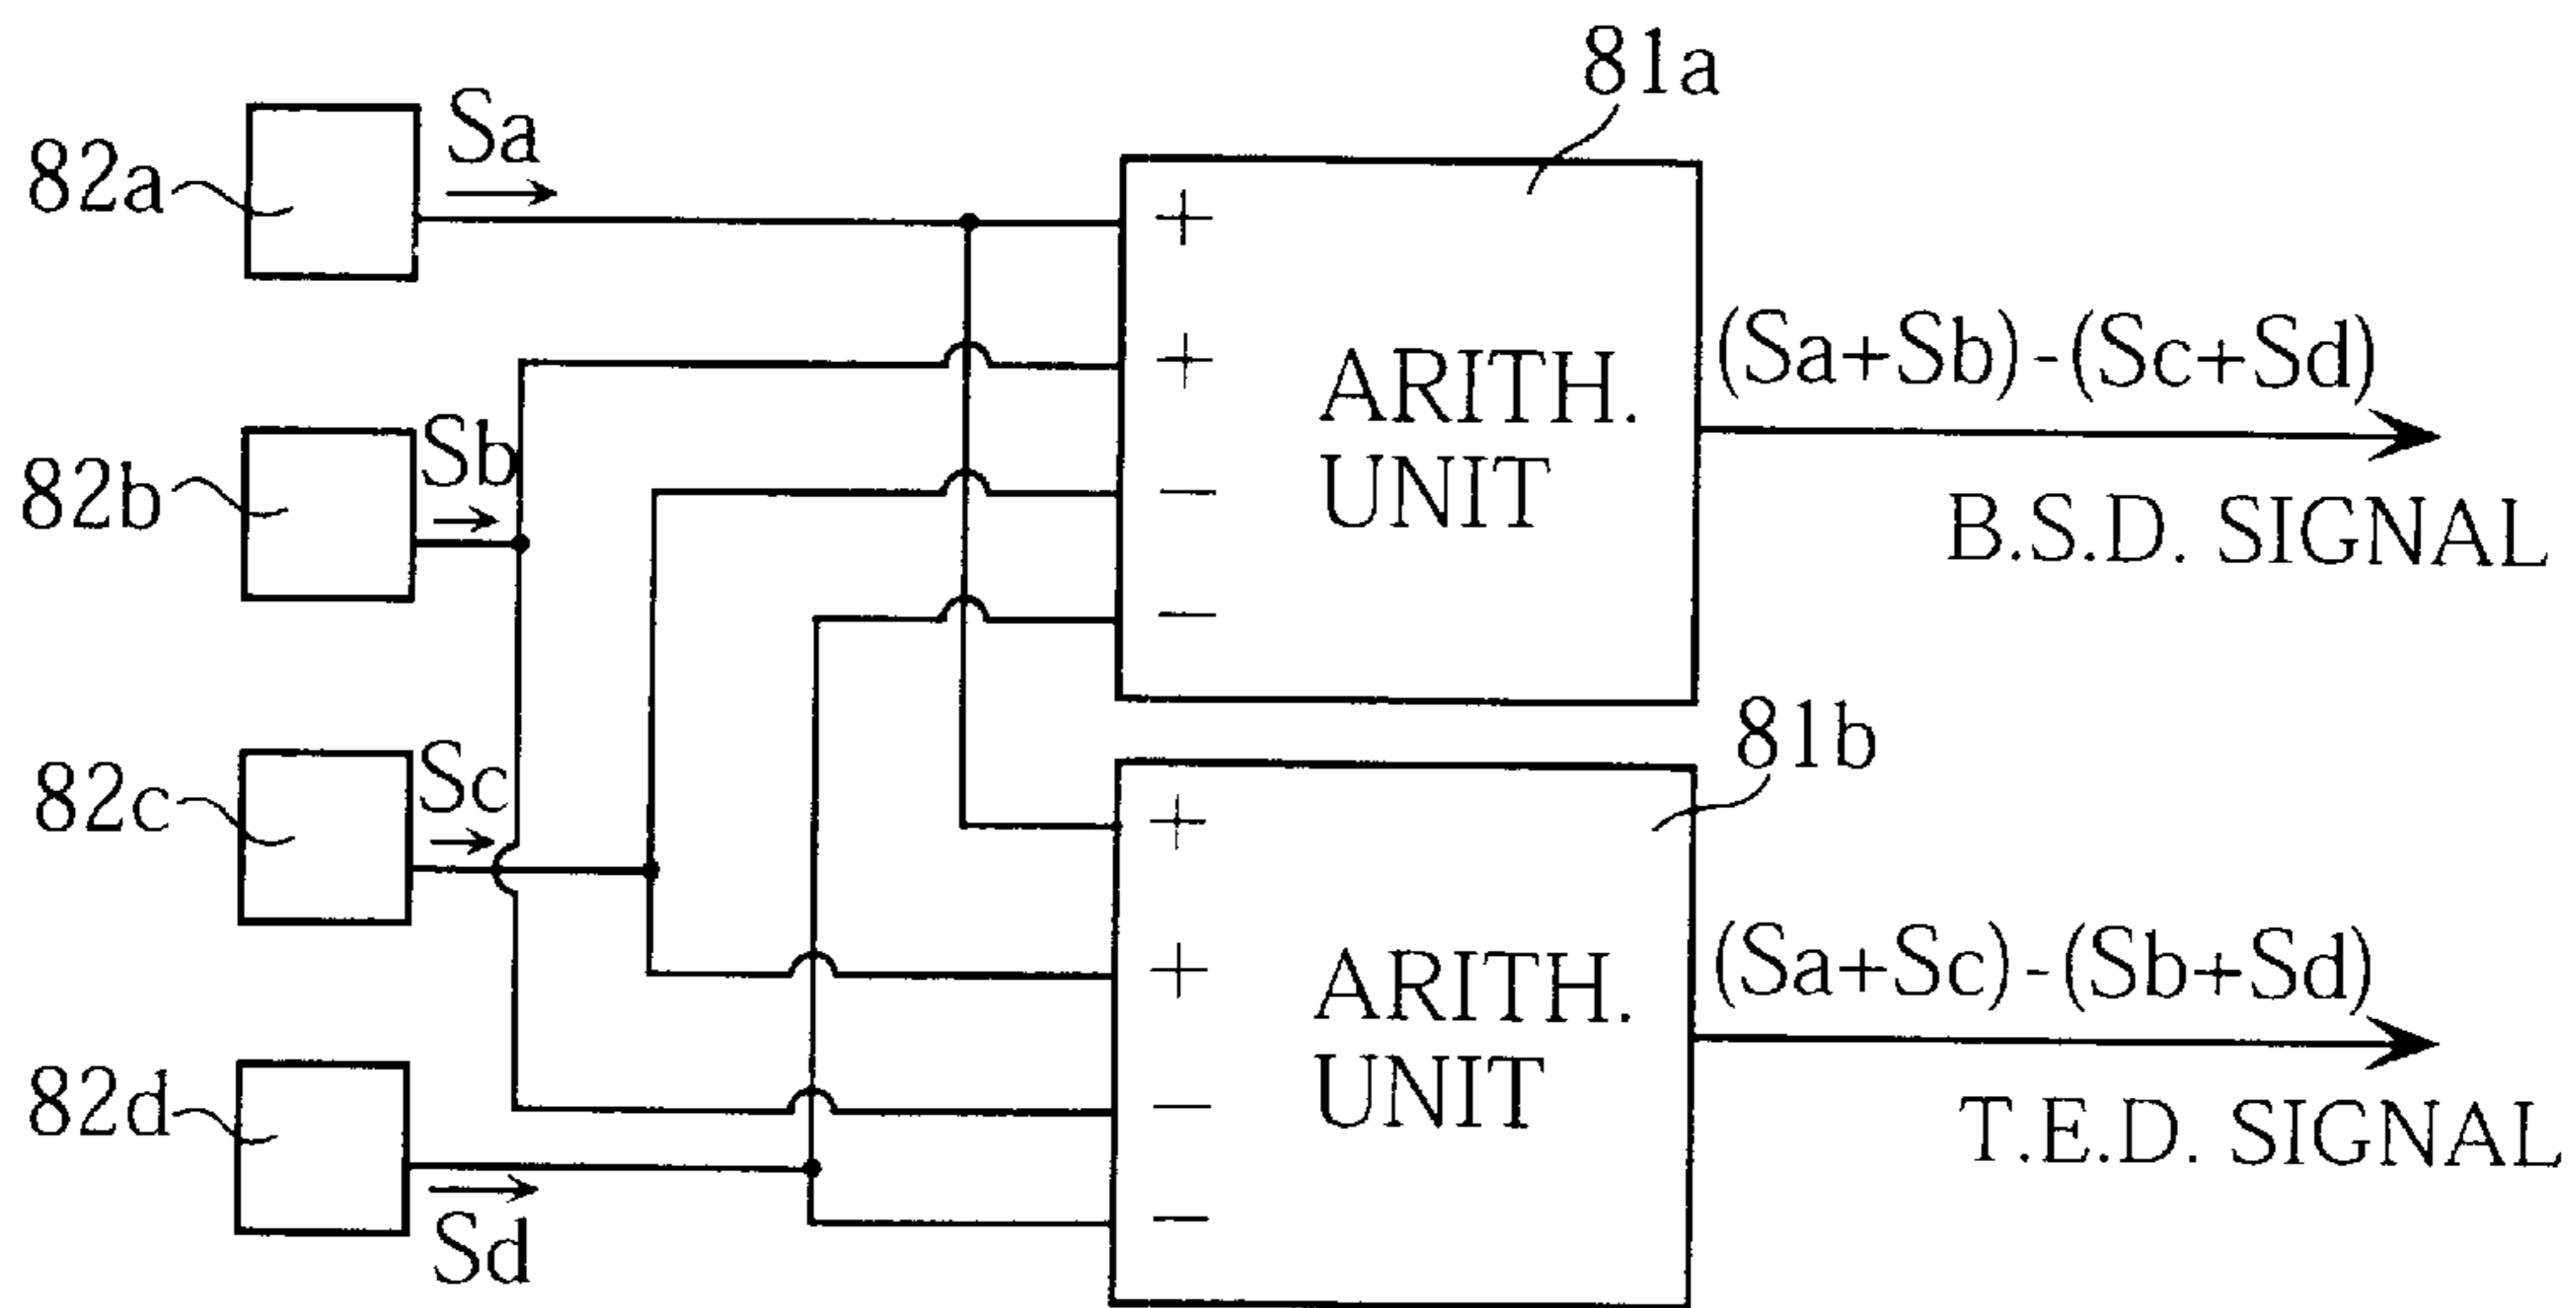 81a
82a
Sa
+
+
ARITH.
UNIT
(Sa+Sb)-(Sc+Sd)
82b
Sb
−
B.S.D. SIGNAL
−
81b
82c
Sc
+
+
ARITH.
UNIT
(Sa+Sc)-(Sb+Sd)
82d
−
T.E.D. SIGNAL
−
Sd